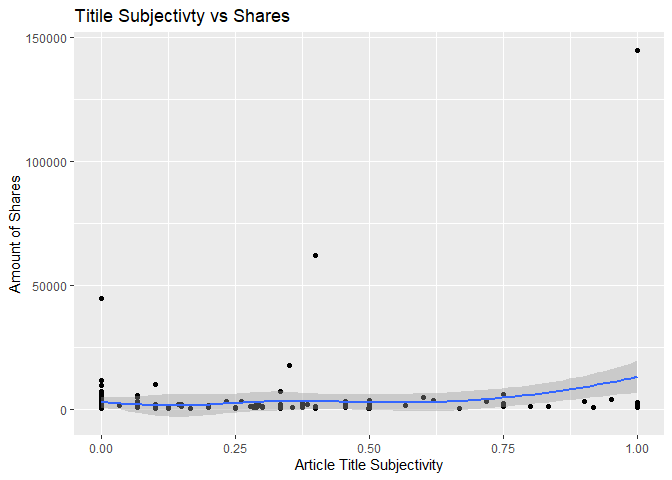 Titile Subjectivty vs Shares
150000
100000
50000
0
Amount of Shares
0.00 0.25 0.50 0.75 1.00
Article Title Subjectivity